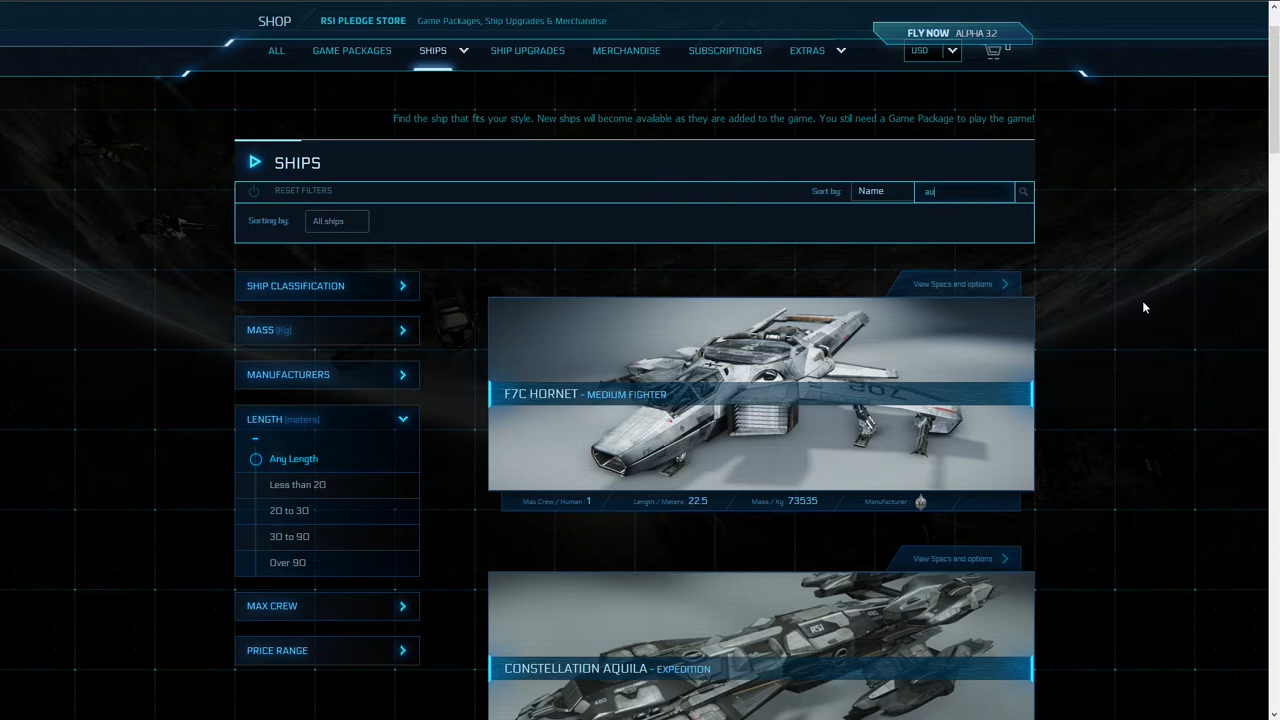 SHOP
RSI PLEDGE STORE Game Packages, Ship Upgrades & Merchandise
FLY NOW ALPHA 3.2
ALL GAME PACKAGES SHIPS SHIP UPGRADES MERCHANDISE SUBSCRIPTIONS EXTRAS USD 0
Find the ship that fits your style. New ships will become available as they are added to the game. You still need a Game Package to play the game!
SHIPS
RESET FILTERS Sort by: Name au
Sorting by: All ships
SHIP CLASSIFICATION
MASS (Kg)
MANUFACTURERS
LENGTH (meters)
Any Length
Less than 20
20 to 30
30 to 90
Over 90
MAX CREW
PRICE RANGE
View Specs and options
F7C HORNET - MEDIUM FIGHTER
Max Crew / Human : 1 Length / Meters : 22.5 Mass / Kg : 73535 Manufacturer :
View Specs and options
RSI
CONSTELLATION AQUILA - EXPEDITION